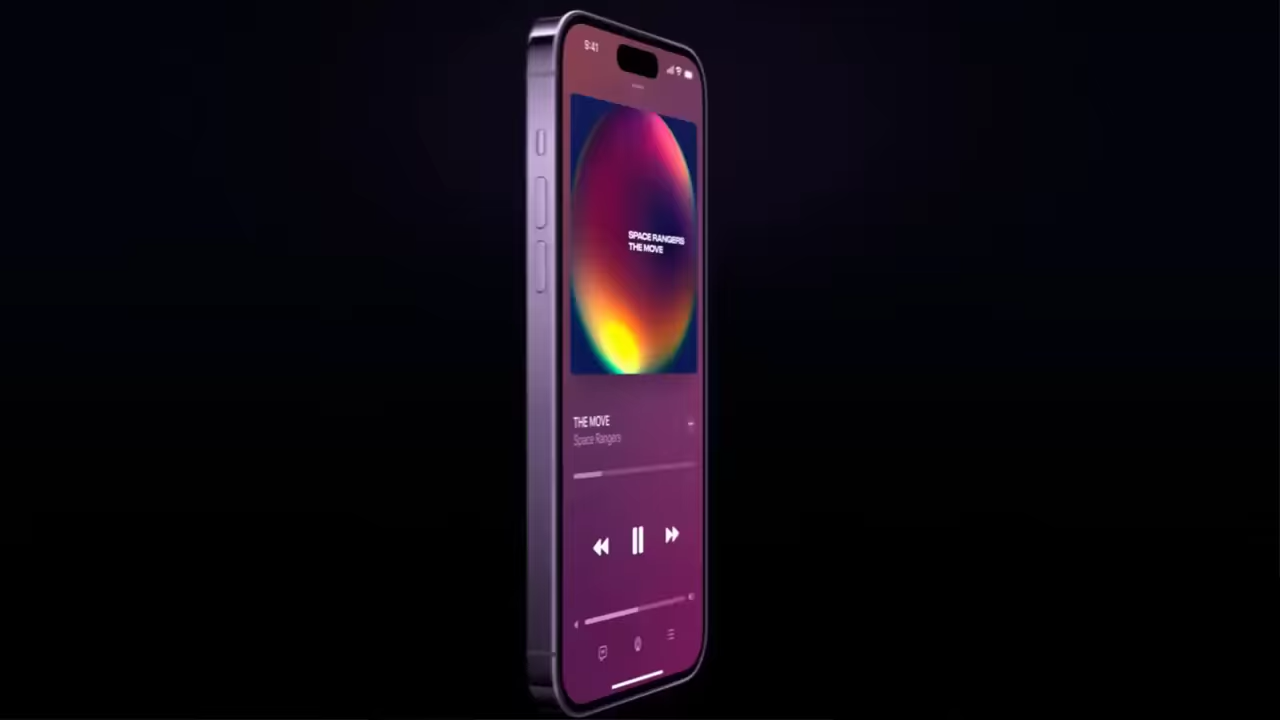 9:41
SPACE RANGERS
THE MOVE
THE MOVE
Space Rangers